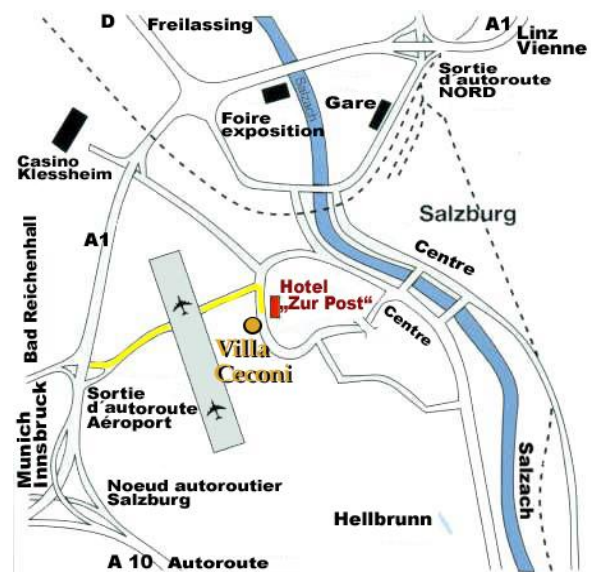 D
Freilassing
A1
Linz
Vienne
Sortie
d'autoroute
NORD
Salzach
Foire
exposition
Gare
Casino
Klessheim
Salzburg
A1
Centre
Hotel
„Zur Post“
Bad Reichenhall
Centre
Villa
Ceconi
Sortie
d´autoroute
Aéroport
Munich
Innsbruck
Noeud autoroutier
Salzburg
Salzach
Hellbrunn
A 10 Autoroute